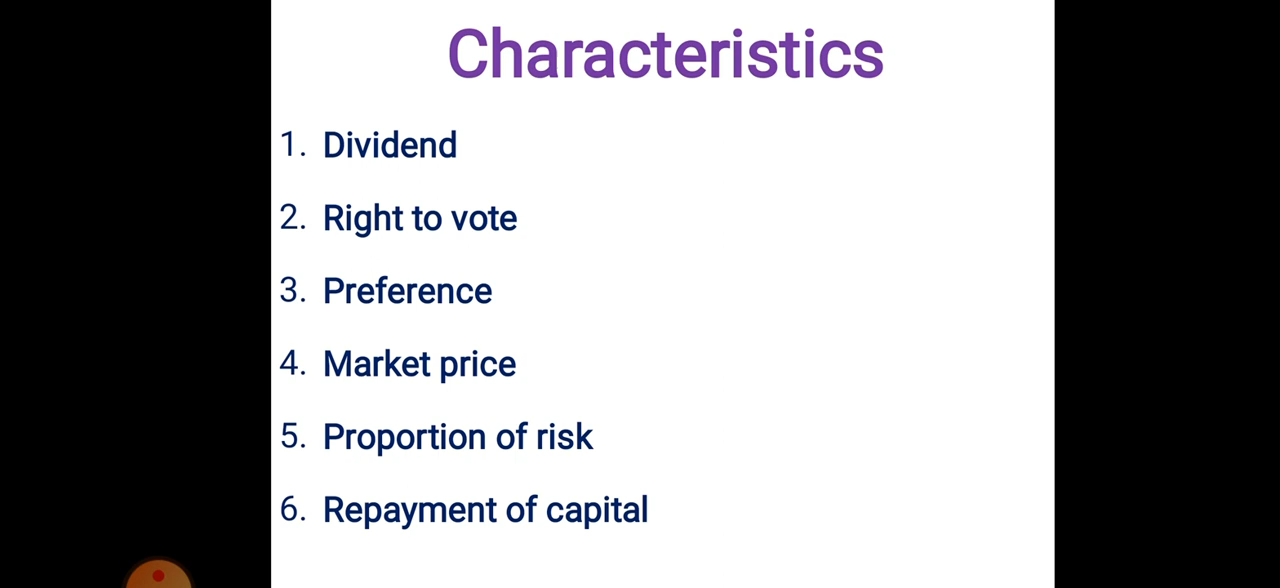 Characteristics
1. Dividend
2. Right to vote
3. Preference
4. Market price
5. Proportion of risk
6. Repayment of capital